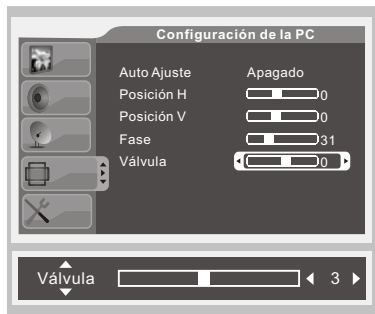 Configuración de la PC
Auto Ajuste Apagado
Posición H 0
Posición V 0
Fase 31
Válvula 0
Válvula 3